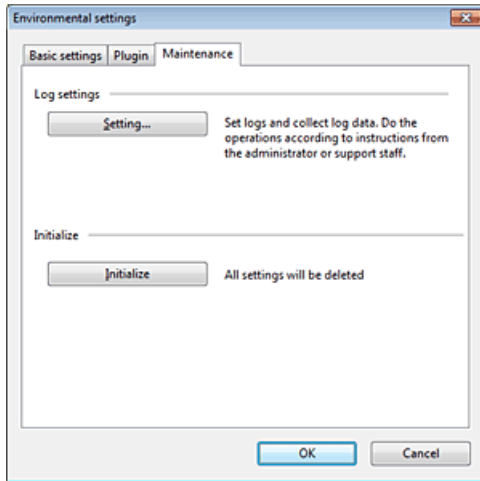 Environmental settings
Basic settings Plugin Maintenance
Log settings
Setting... Set logs and collect log data. Do the
operations according to instructions from
the administrator or support staff.
Initialize
Initialize All settings will be deleted
OK Cancel